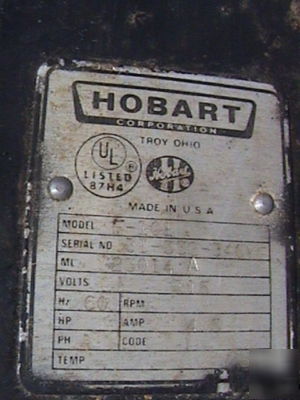 HOBART
CORPORATION
TROY OHIO
UL
LISTED
87H4
Hobart
H
MADE IN U S A
MODEL
SERIAL NO
ML
VOLTS
Hz 60 RPM
HP AMP
PH CODE
TEMP